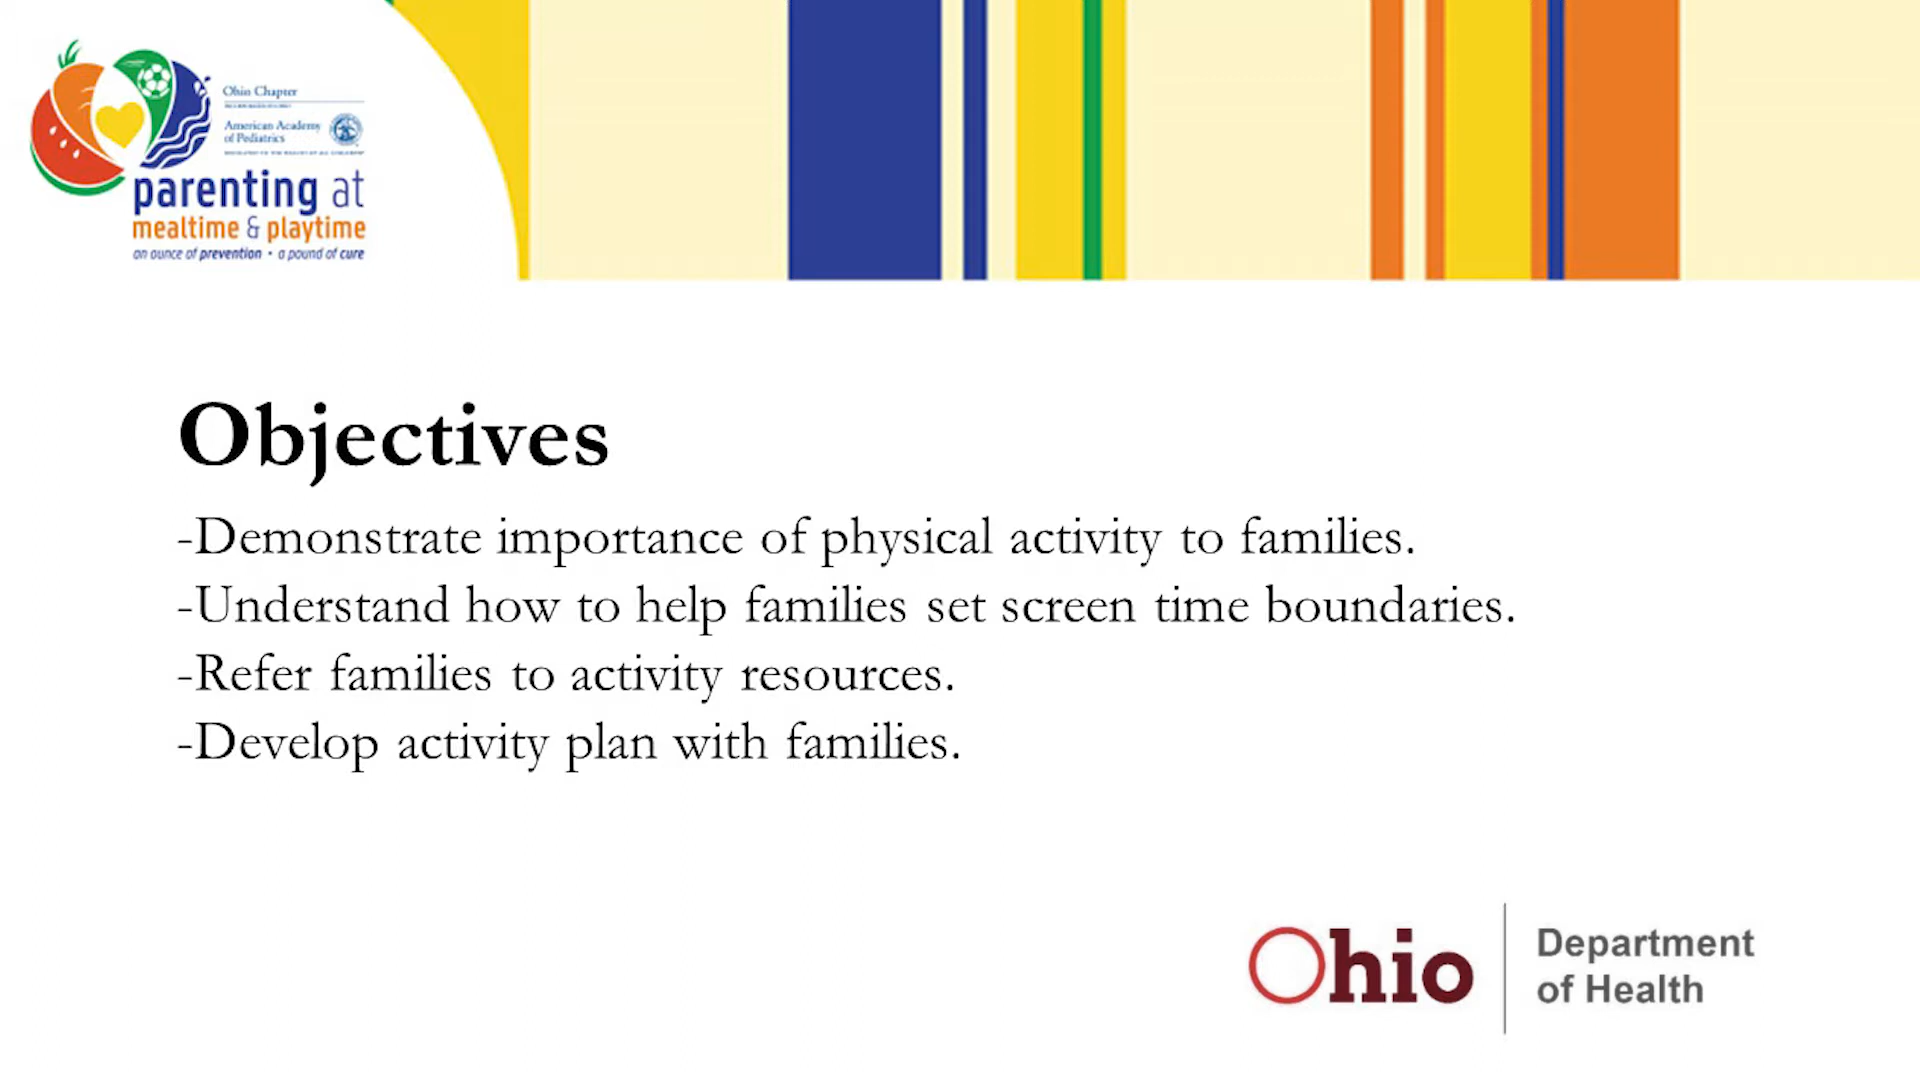 Ohio Chapter
American Academy
of Pediatrics
parenting at
mealtime & playtime
an ounce of prevention • a pound of cure
Objectives
-Demonstrate importance of physical activity to families.
-Understand how to help families set screen time boundaries.
-Refer families to activity resources.
-Develop activity plan with families.
Ohio
Department
of Health